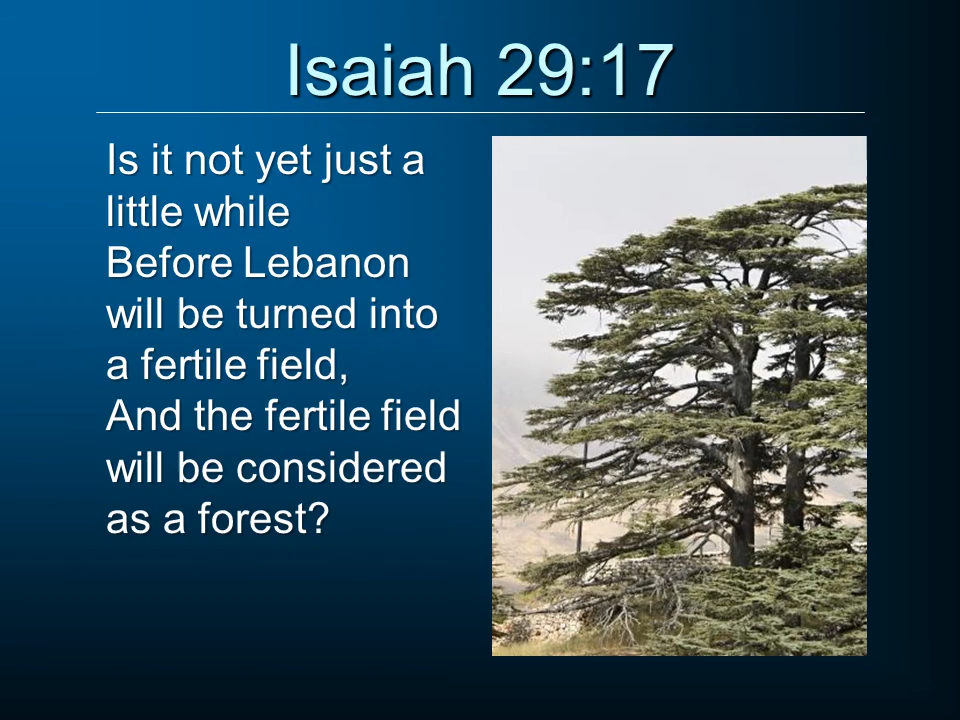 Isaiah 29:17
Is it not yet just a
little while
Before Lebanon
will be turned into
a fertile field,
And the fertile field
will be considered
as a forest?